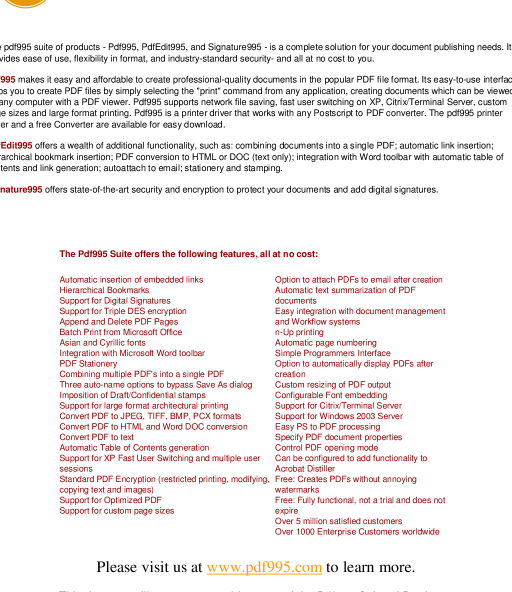 pdf995 suite of products - Pdf995, PdfEdit995, and Signature995 - is a complete solution for your document publishing needs. It
vides ease of use, flexibility in format, and industry-standard security- and all at no cost to you.
995 makes it easy and affordable to create professional-quality documents in the popular PDF file format. Its easy-to-use interfac
ps you to create PDF files by simply selecting the "print" command from any application, creating documents which can be viewed
any computer with a PDF viewer. Pdf995 supports network file saving, fast user switching on XP, Citrix/Terminal Server, custom
e sizes and large format printing. Pdf995 is a printer driver that works with any Postscript to PDF converter. The pdf995 printer
er and a free Converter are available for easy download.
Edit995 offers a wealth of additional functionality, such as: combining documents into a single PDF; automatic link insertion;
rarchical bookmark insertion; PDF conversion to HTML or DOC (text only); integration with Word toolbar with automatic table of
tents and link generation; autoattach to email; stationery and stamping.
nature995 offers state-of-the-art security and encryption to protect your documents and add digital signatures.
The Pdf995 Suite offers the following features, all at no cost:
Automatic insertion of embedded links
Hierarchical Bookmarks
Support for Digital Signatures
Support for Triple DES encryption
Append and Delete PDF Pages
Batch Print from Microsoft Office
Asian and Cyrillic fonts
Integration with Microsoft Word toolbar
PDF Stationery
Combining multiple PDF's into a single PDF
Three auto-name options to bypass Save As dialog
Imposition of Draft/Confidential stamps
Support for large format architectural printing
Convert PDF to JPEG, TIFF, BMP, PCX formats
Convert PDF to HTML and Word DOC conversion
Convert PDF to text
Automatic Table of Contents generation
Support for XP Fast User Switching and multiple user
sessions
Standard PDF Encryption (restricted printing, modifying,
copying text and images)
Support for Optimized PDF
Support for custom page sizes
Option to attach PDFs to email after creation
Automatic text summarization of PDF
documents
Easy integration with document management
and Workflow systems
n-Up printing
Automatic page numbering
Simple Programmers Interface
Option to automatically display PDFs after
creation
Custom resizing of PDF output
Configurable Font embedding
Support for Citrix/Terminal Server
Support for Windows 2003 Server
Easy PS to PDF processing
Specify PDF document properties
Control PDF opening mode
Can be configured to add functionality to
Acrobat Distiller
Free: Creates PDFs without annoying
watermarks
Free: Fully functional, not a trial and does not
expire
Over 5 million satisfied customers
Over 1000 Enterprise Customers worldwide
Please visit us at www.pdf995.com to learn more.